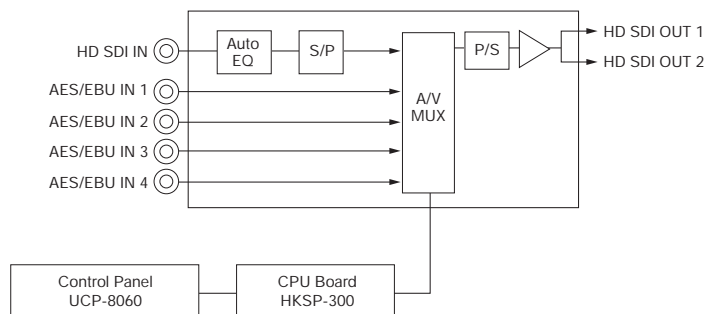 HD SDI IN
Auto
EQ
S/P
P/S
HD SDI OUT 1
HD SDI OUT 2
AES/EBU IN 1
AES/EBU IN 2
AES/EBU IN 3
AES/EBU IN 4
A/V
MUX
Control Panel
UCP-8060
CPU Board
HKSP-300